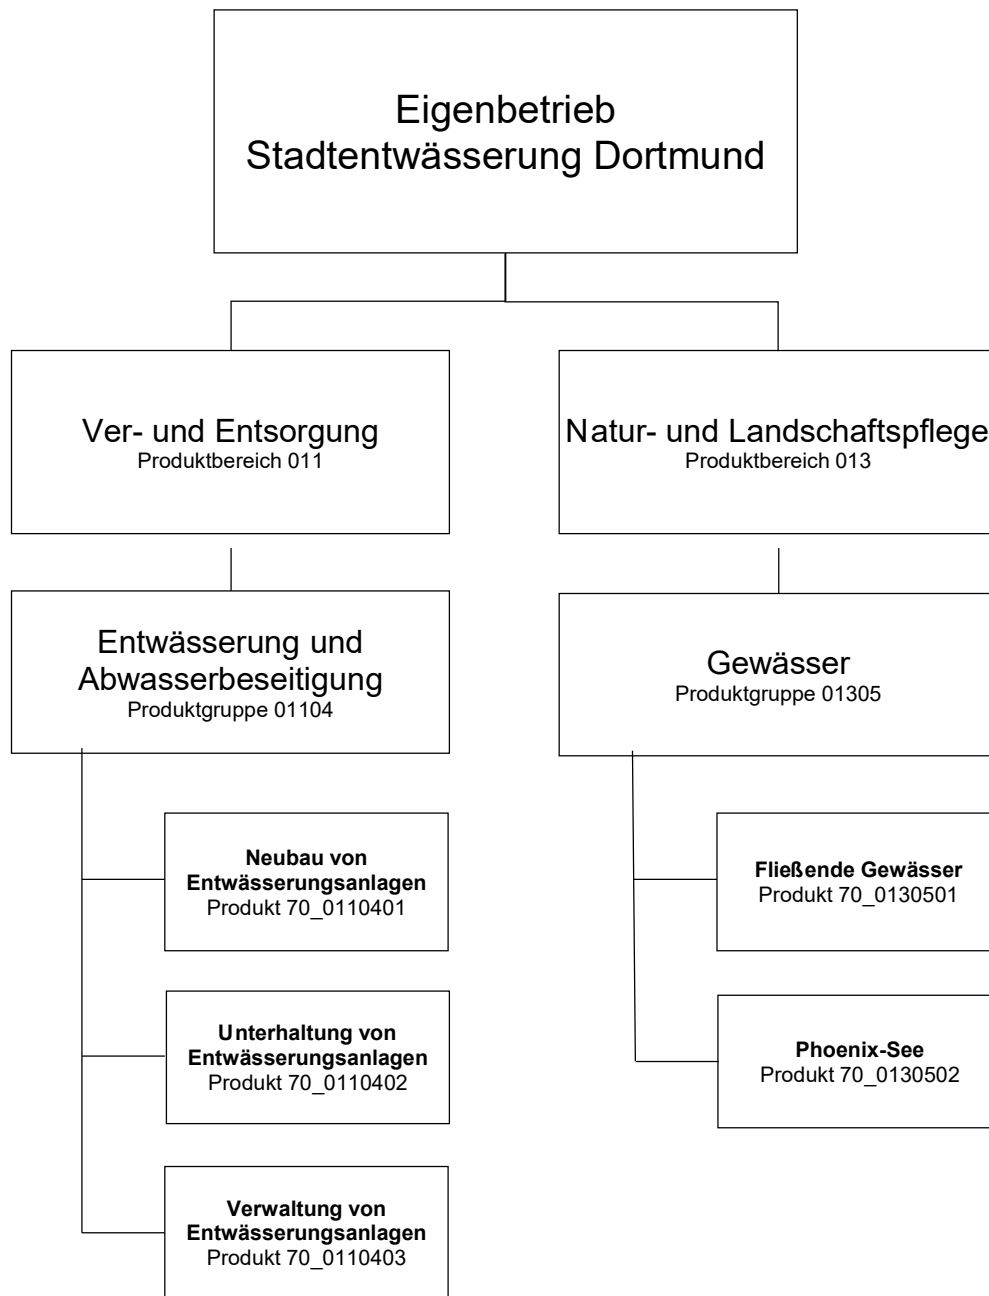 Eigenbetrieb
Stadtentwässerung Dortmund
Ver- und Entsorgung
Produktbereich 011
Natur- und Landschaftspflege
Produktbereich 013
Entwässerung und
Abwasserbeseitigung
Produktgruppe 01104
Gewässer
Produktgruppe 01305
Neubau von
Entwässerungsanlagen
Produkt 70_0110401
Fließende Gewässer
Produkt 70_0130501
Unterhaltung von
Entwässerungsanlagen
Produkt 70_0110402
Phoenix-See
Produkt 70_0130502
Verwaltung von
Entwässerungsanlagen
Produkt 70_0110403